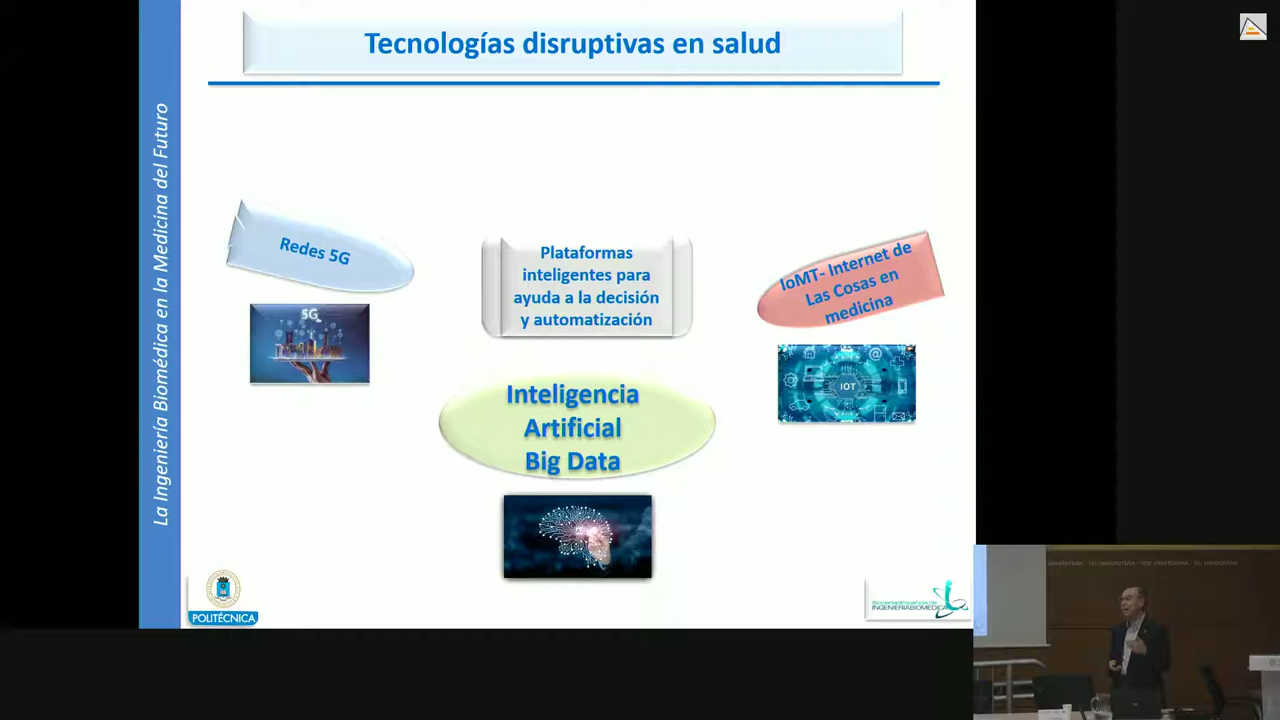 Tecnologías disruptivas en salud
La Ingeniería Biomédica en la Medicina del Futuro
Redes 5G
5G
Plataformas
inteligentes para
ayuda a la decisión
y automatización
IoMT- Internet de
Las Cosas en
medicina
IOT
Inteligencia
Artificial
Big Data
POLITÉCNICA
INGENIERIABIOMEDICA